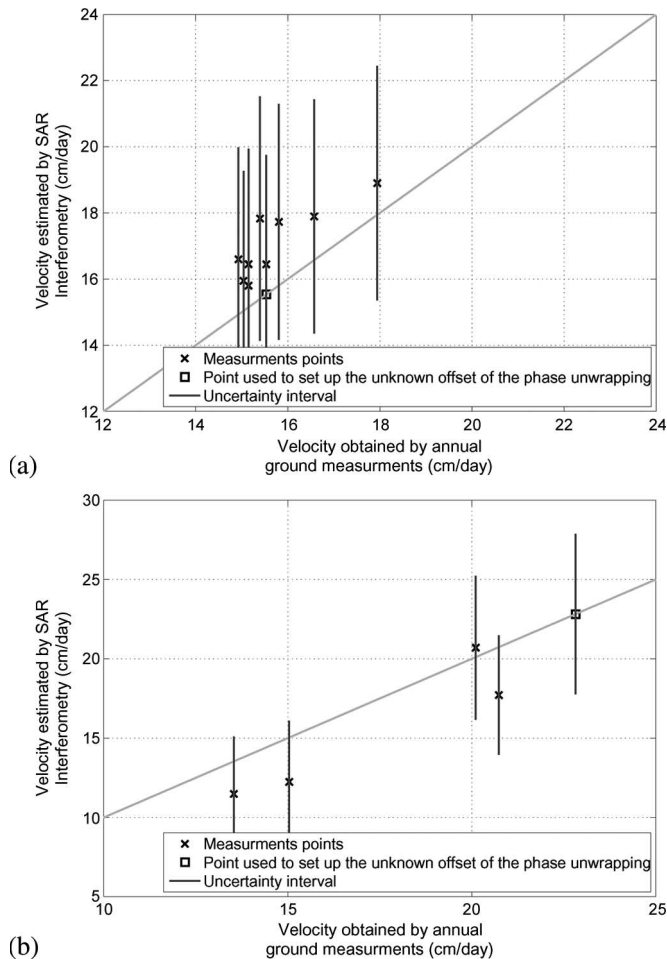 24
22
20
18
16
14
12
Velocity estimated by SAR
Interferometry (cm/day)
Measurments points
Point used to set up the unknown offset of the phase unwrapping
Uncertainty interval
12 14 16 18 20 22 24
Velocity obtained by annual
ground measurments (cm/day)
(a)
30
25
20
15
10
5
Velocity estimated by SAR
Interferometry (cm/day)
Measurments points
Point used to set up the unknown offset of the phase unwrapping
Uncertainty interval
10 15 20 25
Velocity obtained by annual
ground measurments (cm/day)
(b)